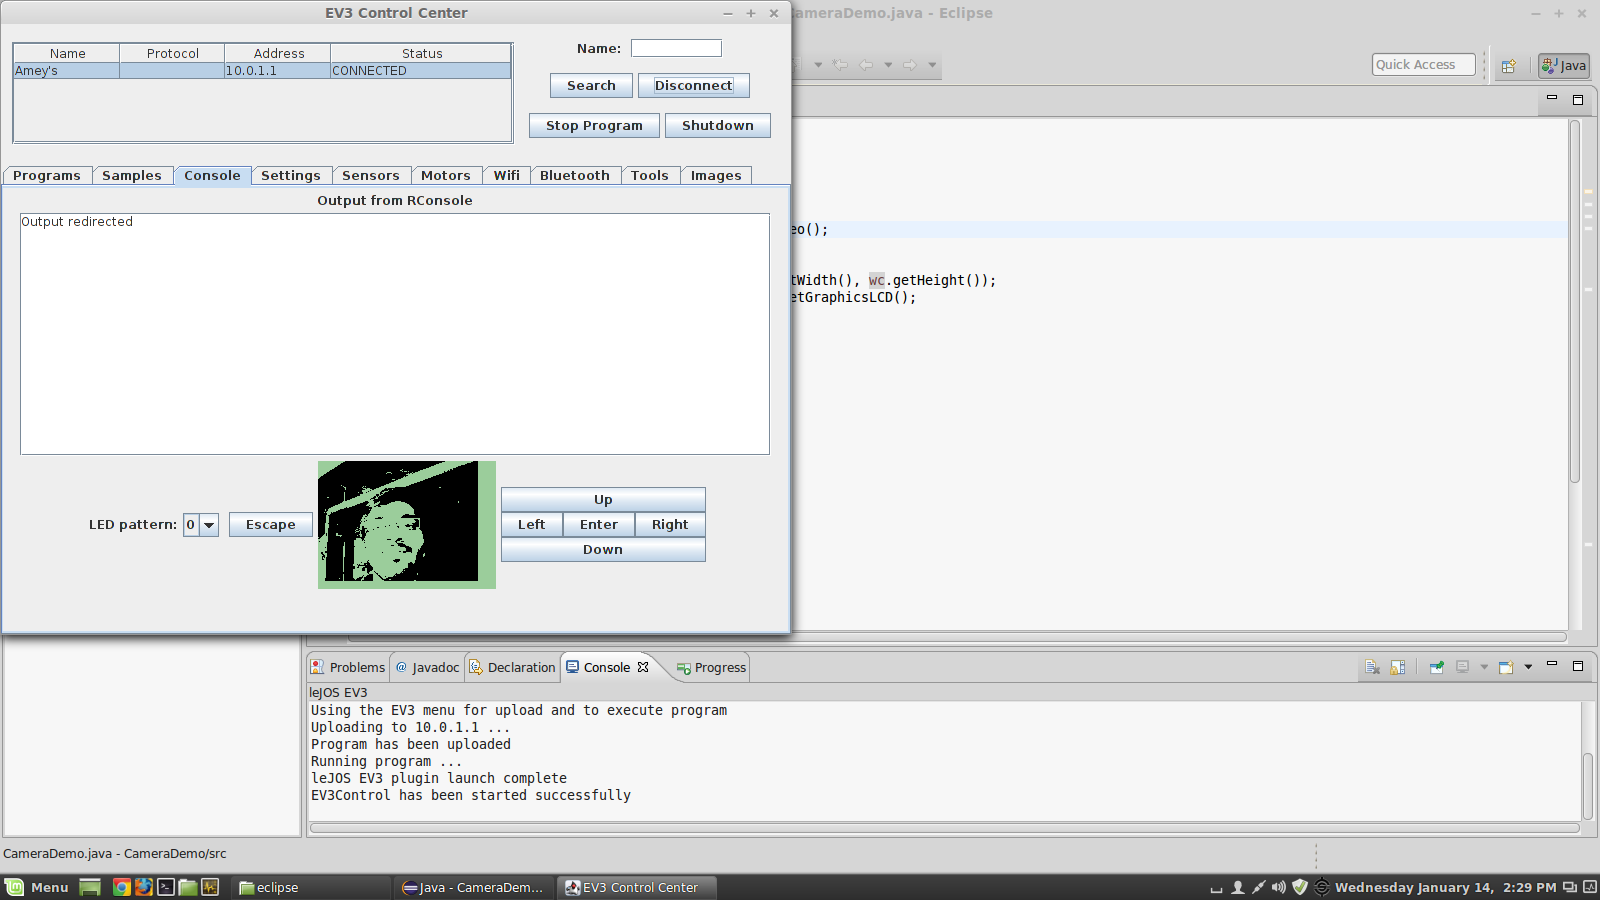 EV3 Control Center
CameraDemo.java - Eclipse
Name Protocol Address Status
Amey's 10.0.1.1 CONNECTED
Name:
Search Disconnect
Stop Program Shutdown
Quick Access
Java
Programs Samples Console Settings Sensors Motors Wifi Bluetooth Tools Images
Output from RConsole
Output redirected
eo();
tWidth(), wc.getHeight());
etGraphicsLCD();
LED pattern: 0 Escape
Up
Left Enter Right
Down
Problems @ Javadoc Declaration Console Progress
leJOS EV3
Using the EV3 menu for upload and to execute program
Uploading to 10.0.1.1 ...
Program has been uploaded
Running program ...
leJOS EV3 plugin launch complete
EV3Control has been started successfully
CameraDemo.java - CameraDemo/src
Menu eclipse Java - CameraDem... EV3 Control Center Wednesday January 14, 2:29 PM